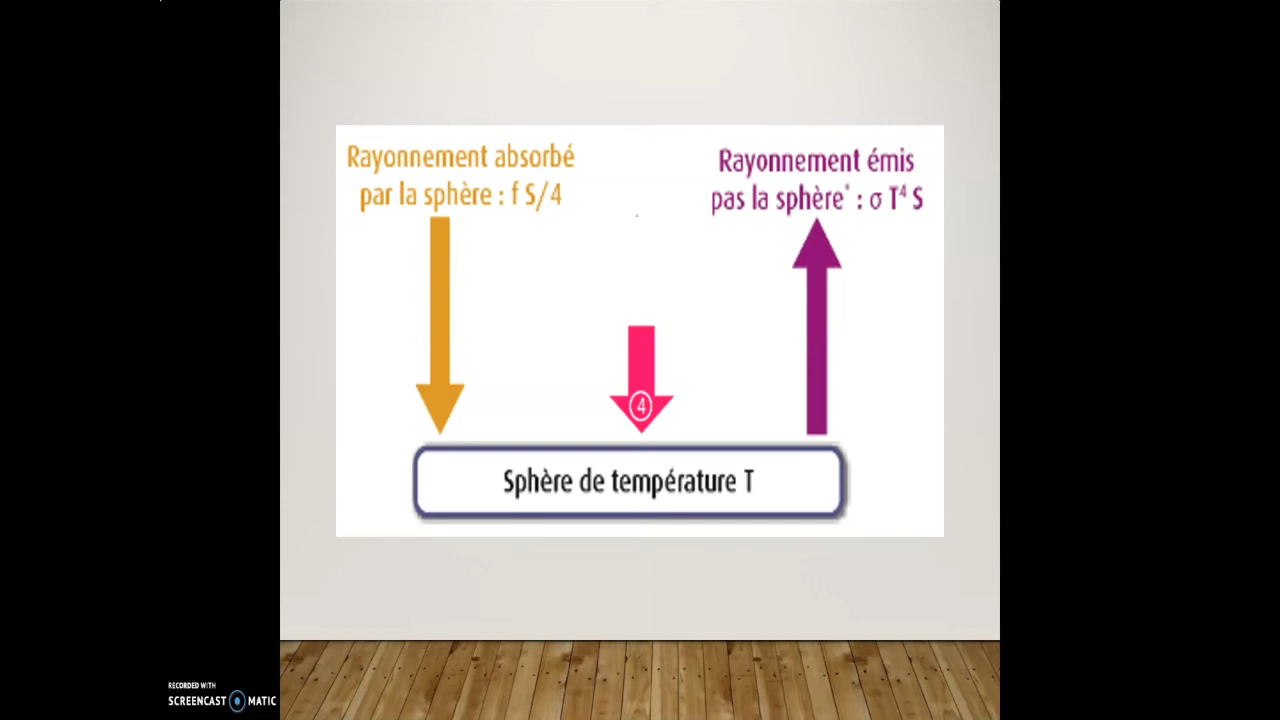 Rayonnement absorbé
par la sphère : f S/4
Rayonnement émis
pas la sphère* : σ T⁴ S
4
Sphère de température T
RECORDED WITH
SCREENCAST MATIC